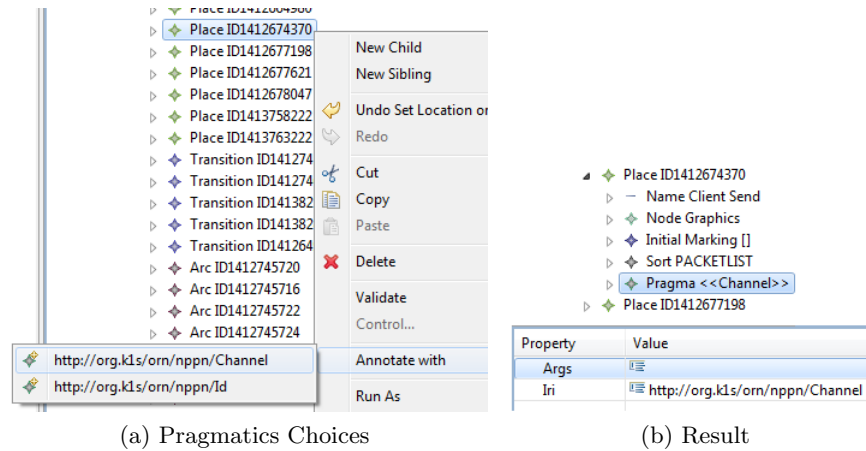 Place ID1412664980
Place ID1412674370
Place ID1412677198
Place ID1412677621
Place ID1412678047
Place ID1413758222
Place ID1413763222
Transition ID141274
Transition ID141274
Transition ID141382
Transition ID141382
Transition ID141264
Arc ID1412745720
Arc ID1412745716
Arc ID1412745722
Arc ID1412745724
New Child
New Sibling
Undo Set Location or
Redo
Cut
Copy
Paste
Delete
Validate
Control...
Annotate with
Run As
http://org.k1s/orn/nppn/Channel
http://org.k1s/orn/nppn/Id
(a) Pragmatics Choices
Place ID1412674370
Name Client Send
Node Graphics
Initial Marking []
Sort PACKETLIST
Pragma <<Channel>>
Place ID1412677198
Property Value
Args
Iri http://org.k1s/orn/nppn/Channel
(b) Result